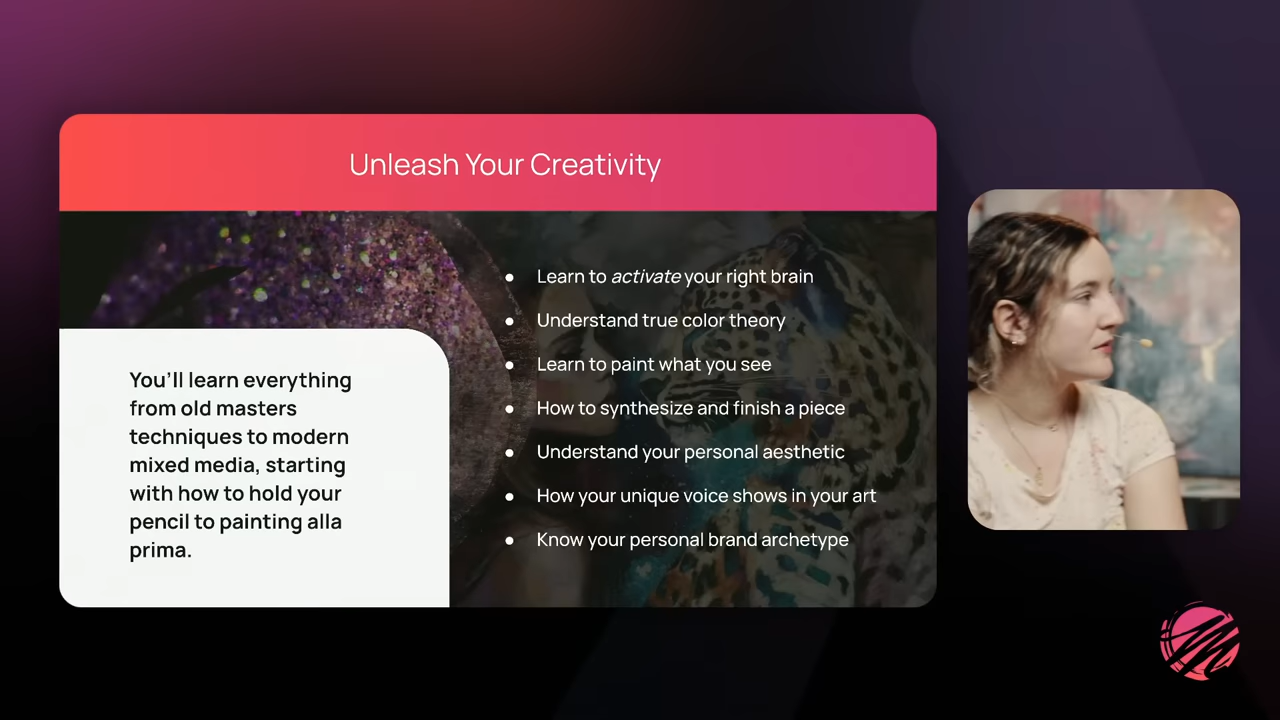 Unleash Your Creativity
You'll learn everything
from old masters
techniques to modern
mixed media, starting
with how to hold your
pencil to painting alla
prima.
● Learn to activate your right brain
● Understand true color theory
● Learn to paint what you see
● How to synthesize and finish a piece
● Understand your personal aesthetic
● How your unique voice shows in your art
● Know your personal brand archetype